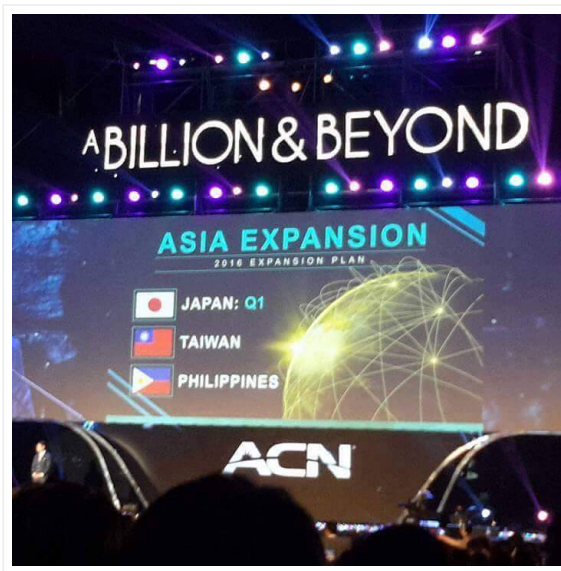 A BILLION & BEYOND
ASIA EXPANSION
2016 EXPANSION PLAN
JAPAN: Q1
TAIWAN
PHILIPPINES
ACN